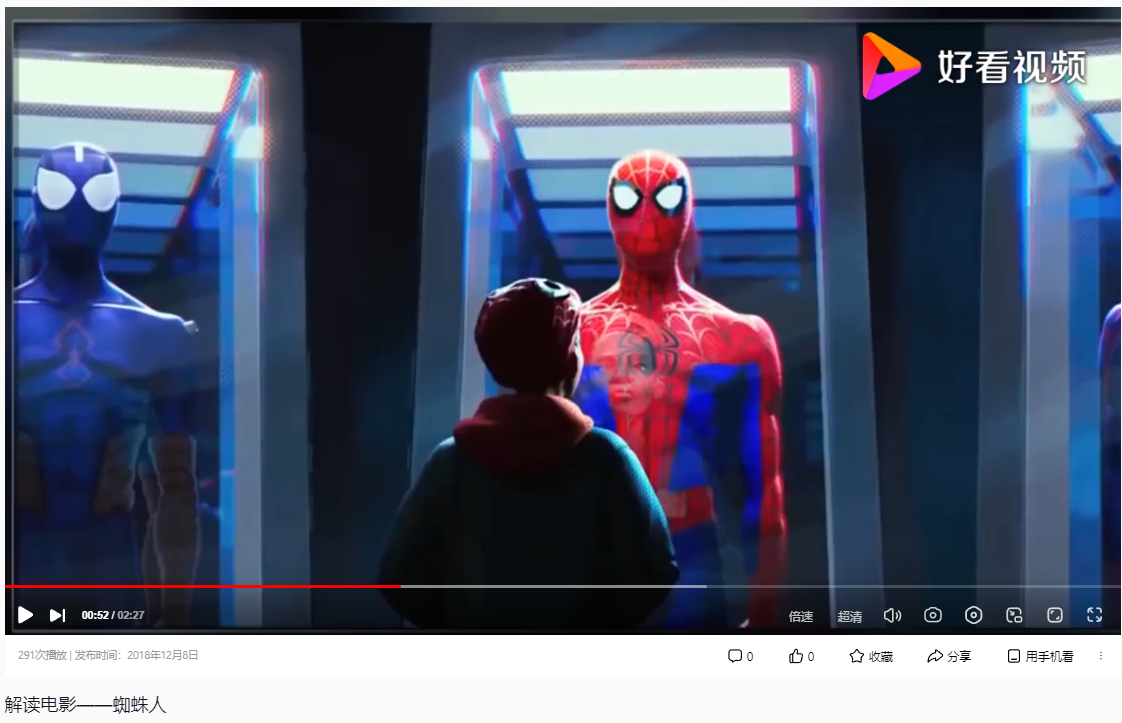 好看视频
00:52 / 02:27
倍速
超清
291次播放 | 发布时间：2018年12月8日
0
0
收藏
分享
用手机看
解读电影——蜘蛛人